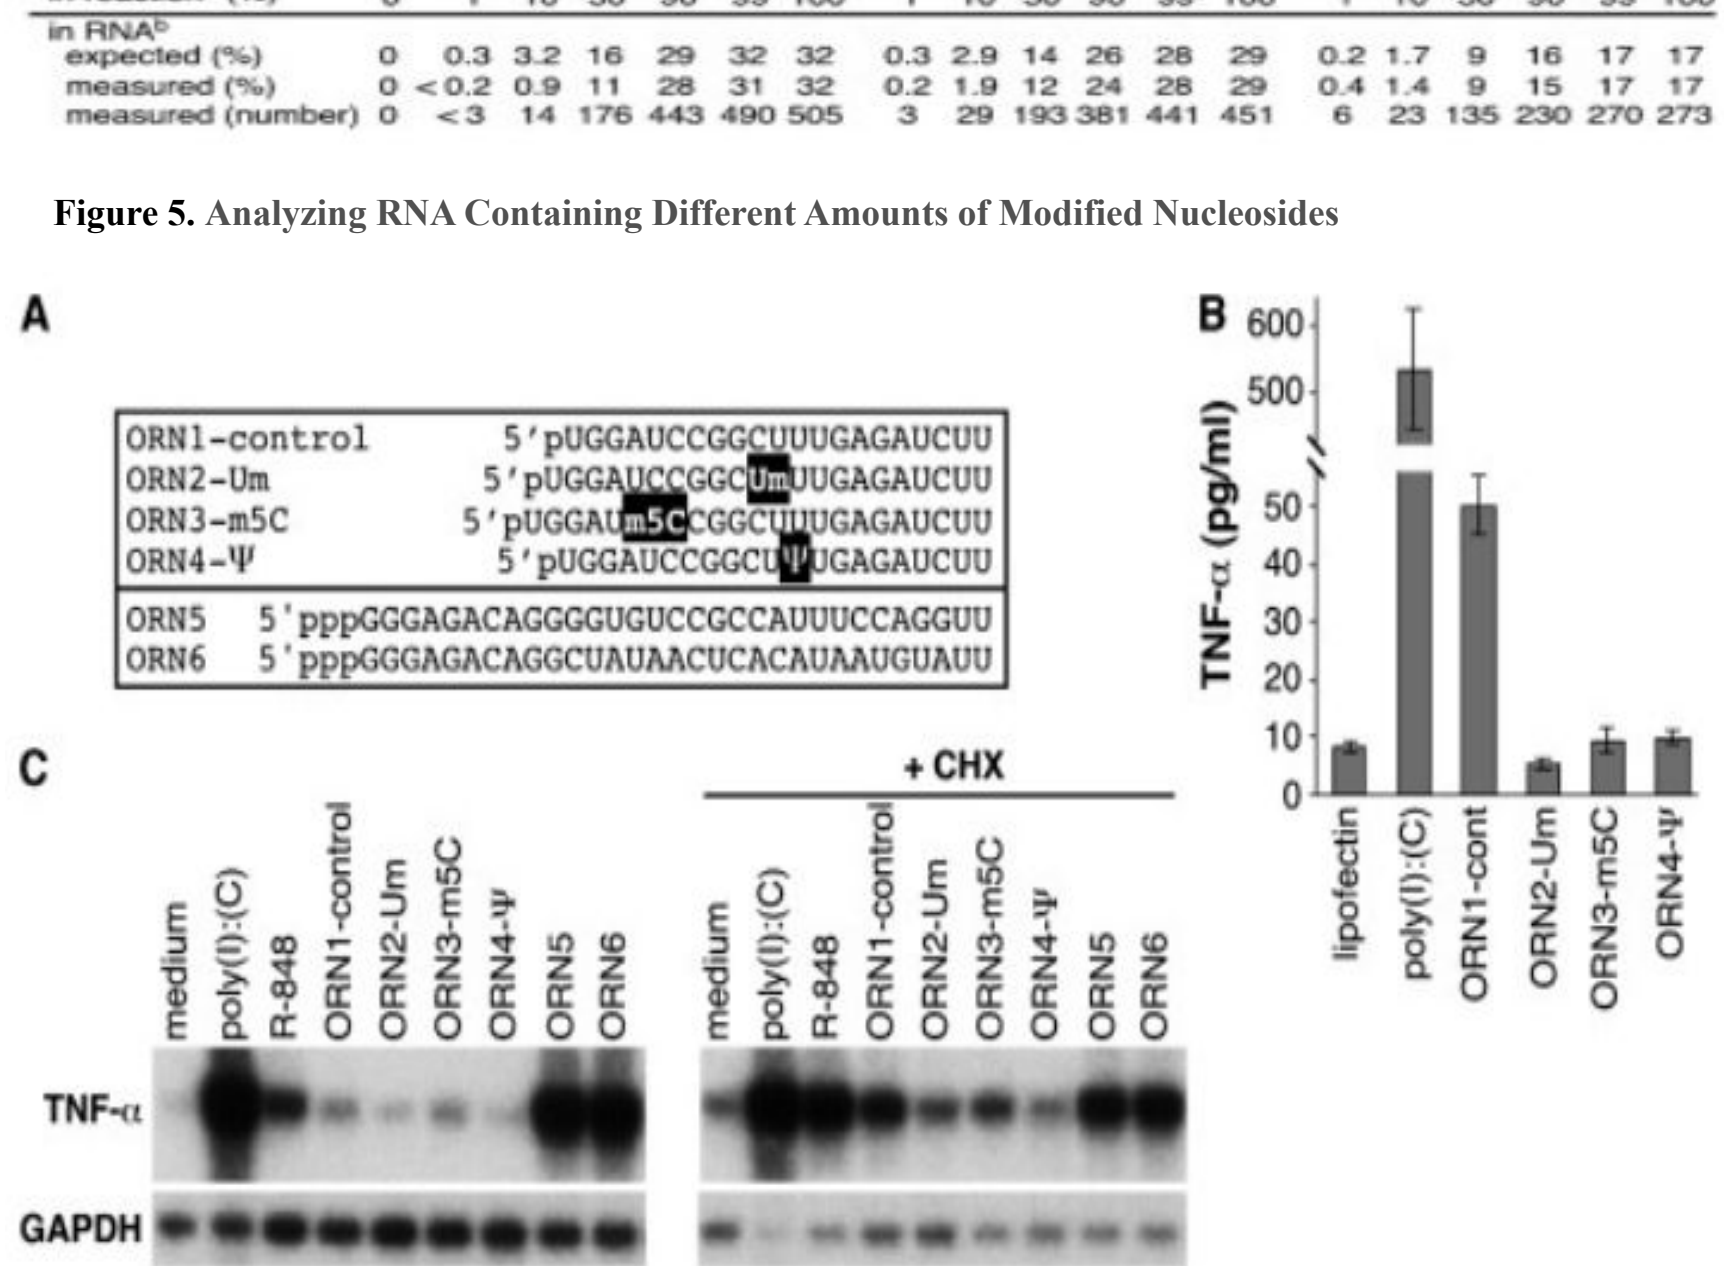 in RNAb
expected (%) 0 0.3 3.2 16 29 32 32 0.3 2.9 14 26 28 29 0.2 1.7 9 16 17 17
measured (%) 0 <0.2 0.9 11 28 31 32 0.2 1.9 12 24 28 29 0.4 1.4 9 15 17 17
measured (number) 0 <3 14 176 443 490 505 3 29 193 381 441 451 6 23 135 230 270 273
Figure 5. Analyzing RNA Containing Different Amounts of Modified Nucleosides
A
ORN1-control 5′pUGGAUCCGGCUUUGAGAUCUU
ORN2-Um 5′pUGGAUCCGGCUmUUGAGAUCUU
ORN3-m5C 5′pUGGAUm5CCGGCUUUGAGAUCUU
ORN4-Ψ 5′pUGGAUCCGGCUΨUGAGAUCUU
ORN5 5'pppGGGAGACAGGGGUGUCCGCCAUUUCCAGGUU
ORN6 5'pppGGGAGACAGGCUAUAACUCACAUAAUGUAUU
B
TNF-α (pg/ml)
600
500
50
40
30
20
10
0
lipofectin
poly(I):(C)
ORN1-cont
ORN2-Um
ORN3-m5C
ORN4-Ψ
C
+ CHX
medium
poly(I):(C)
R-848
ORN1-control
ORN2-Um
ORN3-m5C
ORN4-Ψ
ORN5
ORN6
medium
poly(I):(C)
R-848
ORN1-control
ORN2-Um
ORN3-m5C
ORN4-Ψ
ORN5
ORN6
TNF-α
GAPDH